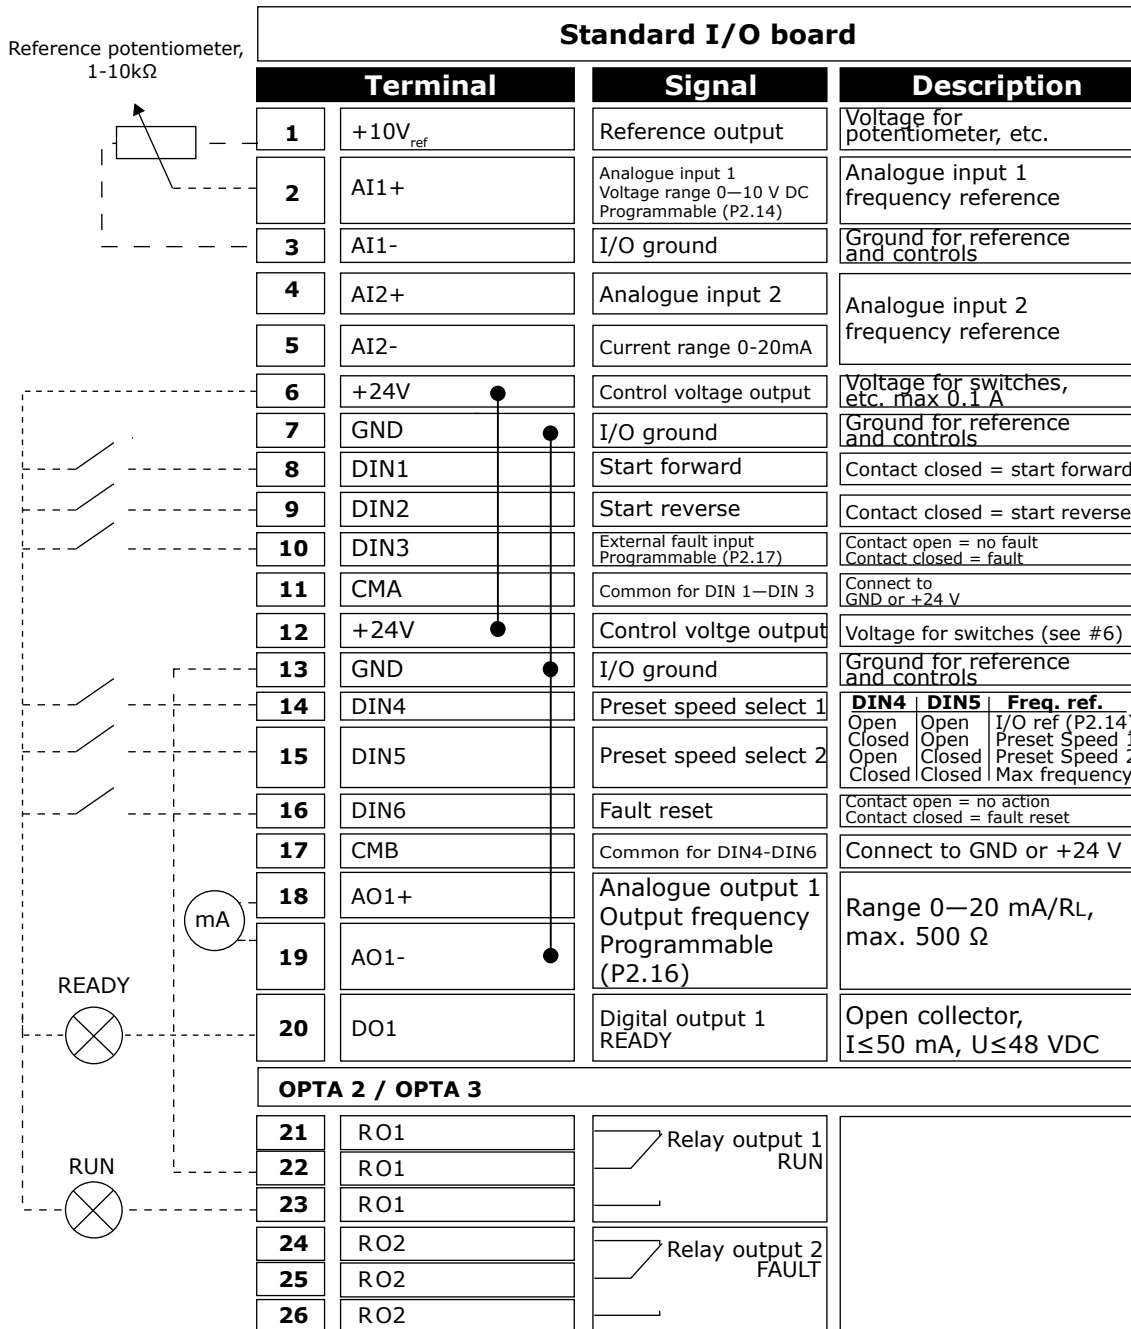 Reference potentiometer,
1-10kΩ
Standard I/O board
Terminal Signal Description
1 +10Vref Reference output Voltage for
potentiometer, etc.
2 AI1+ Analogue input 1
Voltage range 0—10 V DC
Programmable (P2.14) Analogue input 1
frequency reference
3 AI1- I/O ground Ground for reference
and controls
4 AI2+ Analogue input 2 Analogue input 2
frequency reference
5 AI2- Current range 0-20mA
6 +24V Control voltage output Voltage for switches,
etc. max 0.1 A
7 GND I/O ground Ground for reference
and controls
8 DIN1 Start forward Contact closed = start forward
9 DIN2 Start reverse Contact closed = start reverse
10 DIN3 External fault input
Programmable (P2.17) Contact open = no fault
Contact closed = fault
11 CMA Common for DIN 1—DIN 3 Connect to
GND or +24 V
12 +24V Control voltge output Voltage for switches (see #6)
13 GND I/O ground Ground for reference
and controls
14 DIN4 Preset speed select 1 DIN4 DIN5 Freq. ref.
Open Open I/O ref (P2.14)
Closed Open Preset Speed 1
Open Closed Preset Speed 2
Closed Closed Max frequency
15 DIN5 Preset speed select 2
16 DIN6 Fault reset Contact open = no action
Contact closed = fault reset
17 CMB Common for DIN4-DIN6 Connect to GND or +24 V
mA
18 AO1+ Analogue output 1
Output frequency
Programmable
(P2.16) Range 0—20 mA/RL,
max. 500 Ω
19 AO1-
READY
20 DO1 Digital output 1
READY Open collector,
I≤50 mA, U≤48 VDC
OPTA 2 / OPTA 3
21 RO1 Relay output 1
RUN
RUN
22 RO1
23 RO1
24 RO2 Relay output 2
FAULT
25 RO2
26 RO2